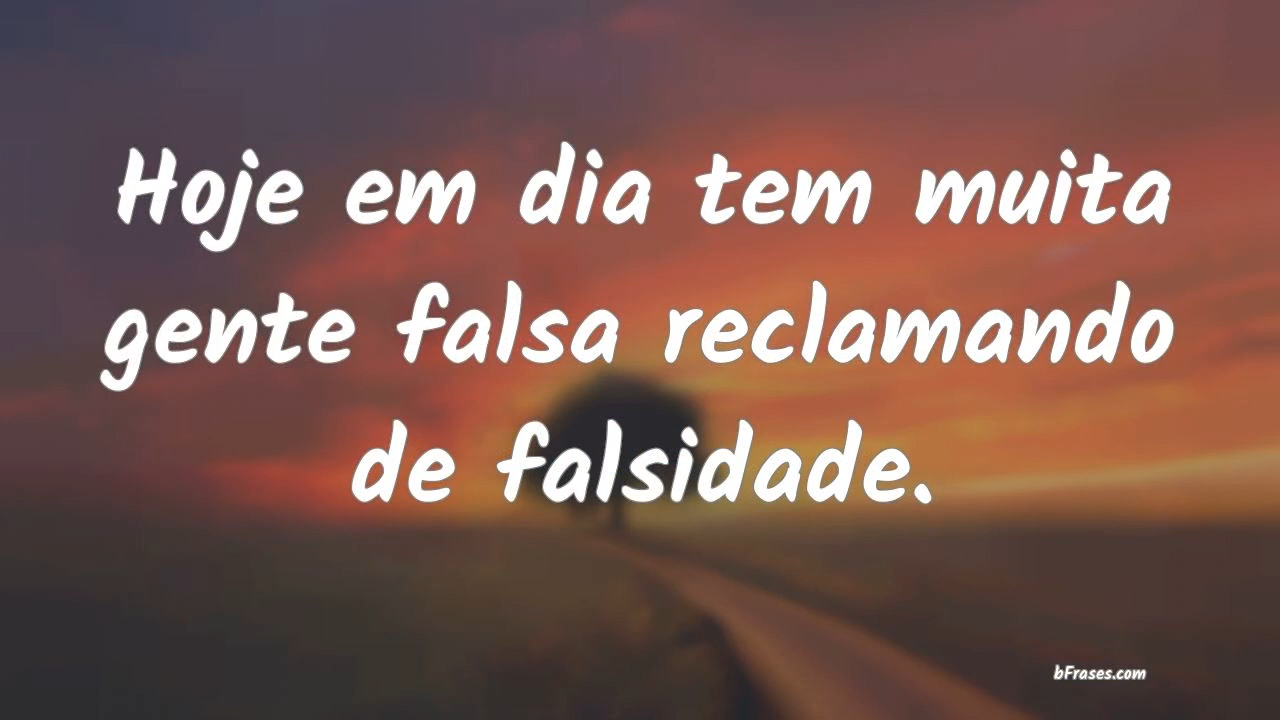 Hoje em dia tem muita
gente falsa reclamando
de falsidade.
bFrases.com